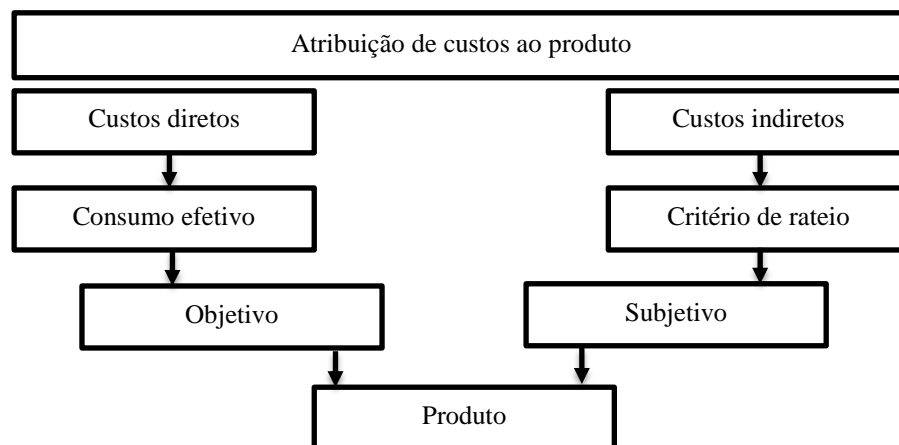 Atribuição de custos ao produto
Custos diretos
Custos indiretos
Consumo efetivo
Critério de rateio
Objetivo
Subjetivo
Produto